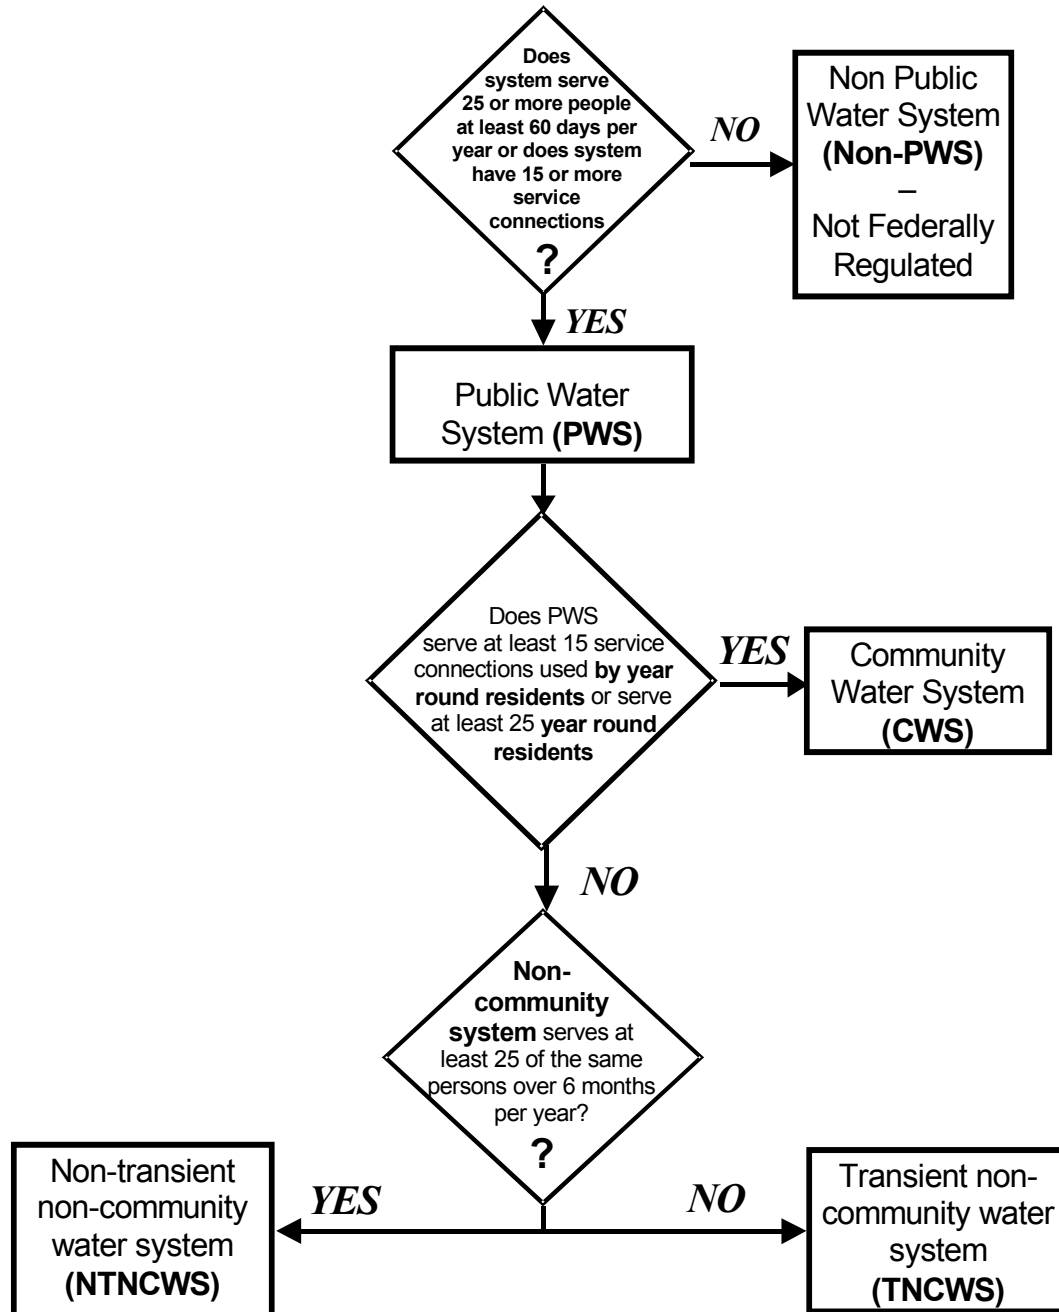 Does
system serve
25 or more people
at least 60 days per
year or does system
have 15 or more
service
connections
?
NO
Non Public
Water System
(Non-PWS)
–
Not Federally
Regulated
YES
Public Water
System (PWS)
Does PWS
serve at least 15 service
connections used by year
round residents or serve
at least 25 year round
residents
YES
Community
Water System
(CWS)
NO
Non-
community
system serves at
least 25 of the same
persons over 6 months
per year?
?
YES
Non-transient
non-community
water system
(NTNCWS)
NO
Transient non-
community water
system
(TNCWS)